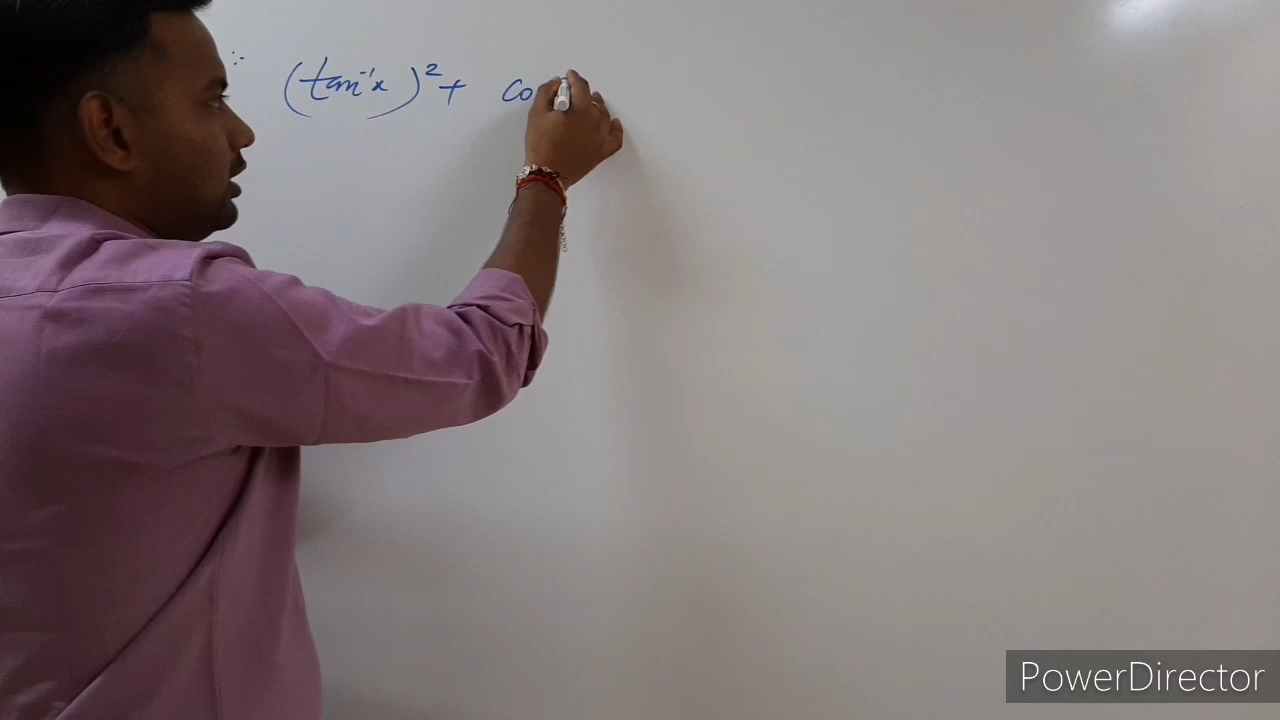 ∵ (tan⁻¹x)² + Co
PowerDirector